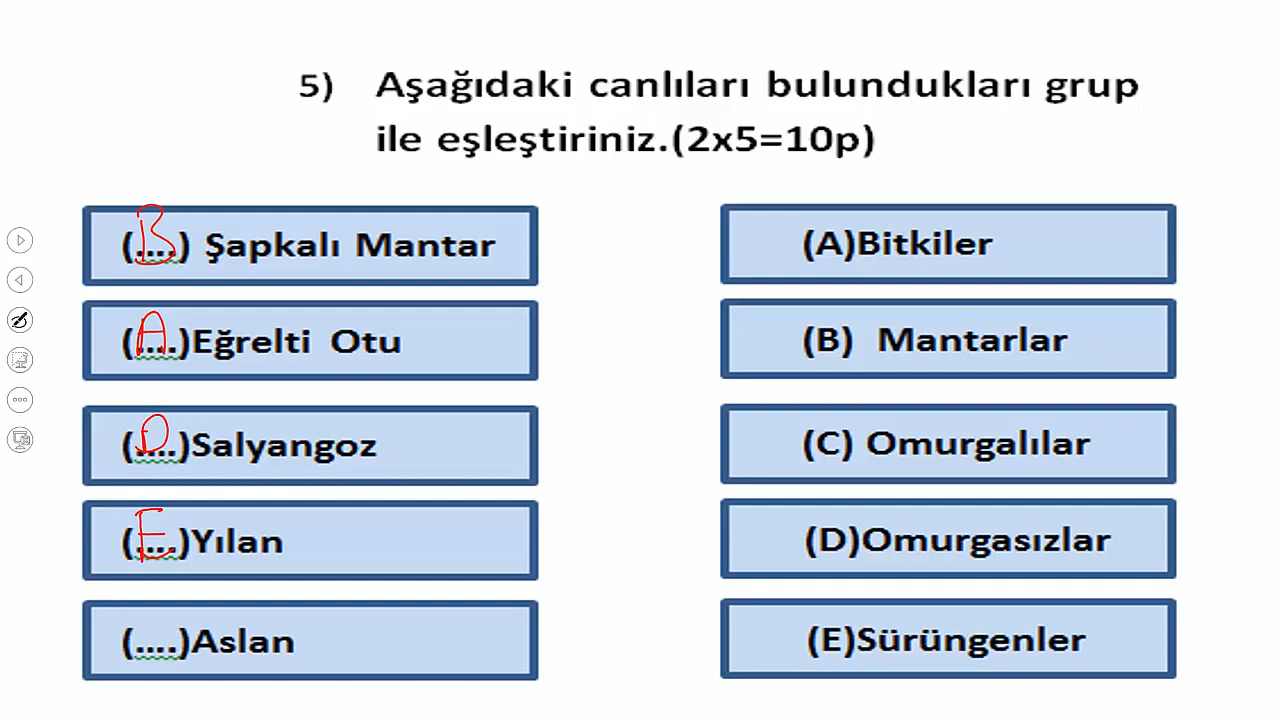 5) Aşağıdaki canlıları bulundukları grup
ile eşleştiriniz.(2x5=10p)
(B....) Şapkalı Mantar
(A)Bitkiler
(A....)Eğrelti Otu
(B) Mantarlar
(D....)Salyangoz
(C) Omurgalılar
(E....)Yılan
(D)Omurgasızlar
(....)Aslan
(E)Sürüngenler